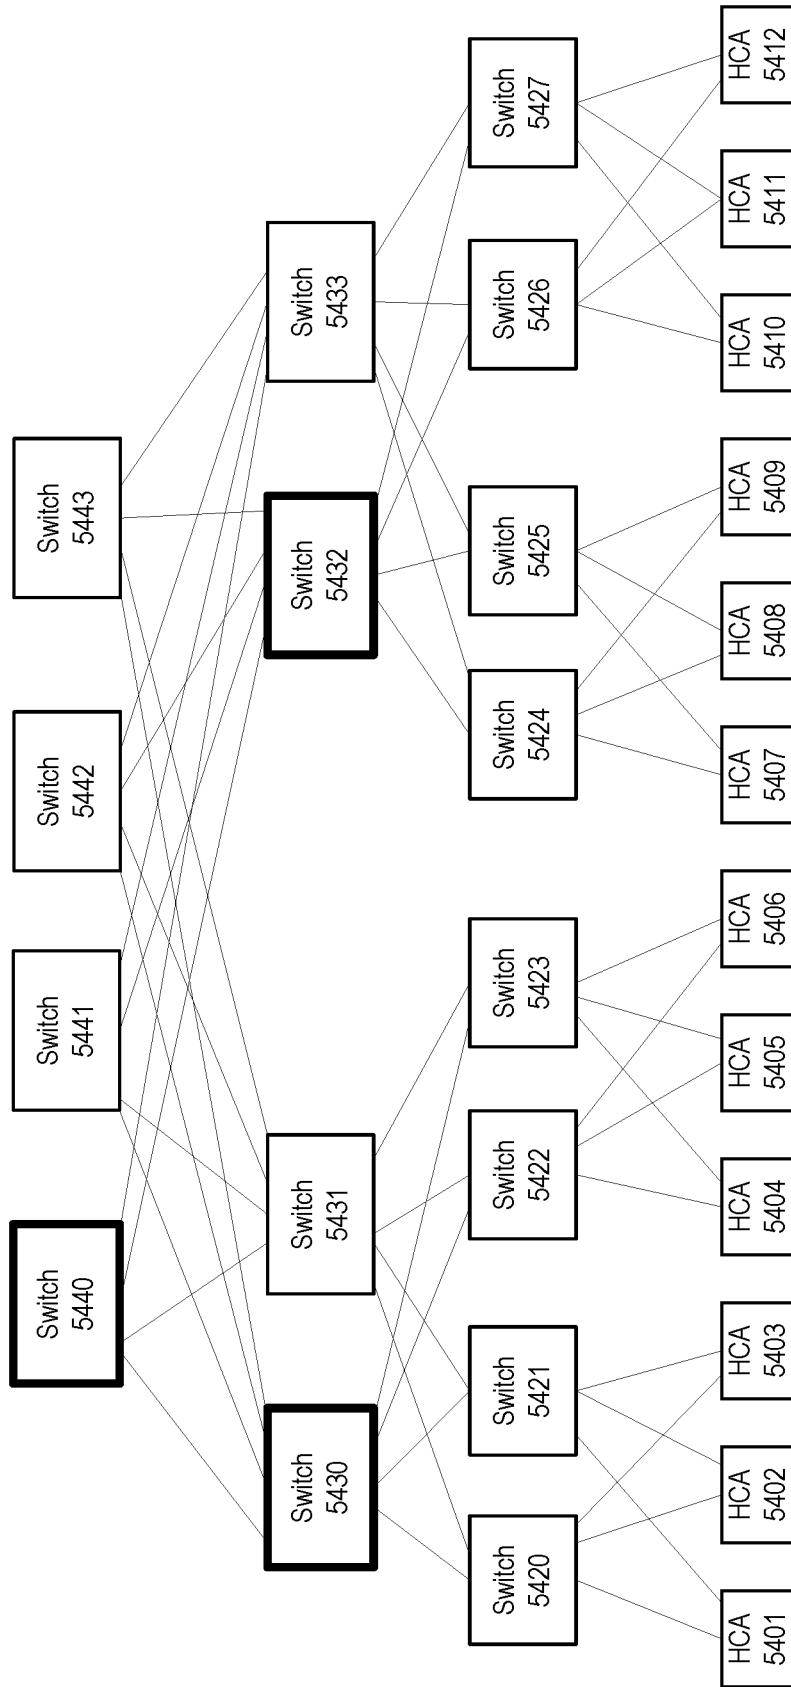 Switch
5440
Switch
5441
Switch
5442
Switch
5443
Switch
5430
Switch
5431
Switch
5432
Switch
5433
Switch
5420
Switch
5421
Switch
5422
Switch
5423
Switch
5424
Switch
5425
Switch
5426
Switch
5427
HCA
5401
HCA
5402
HCA
5403
HCA
5404
HCA
5405
HCA
5406
HCA
5407
HCA
5408
HCA
5409
HCA
5410
HCA
5411
HCA
5412